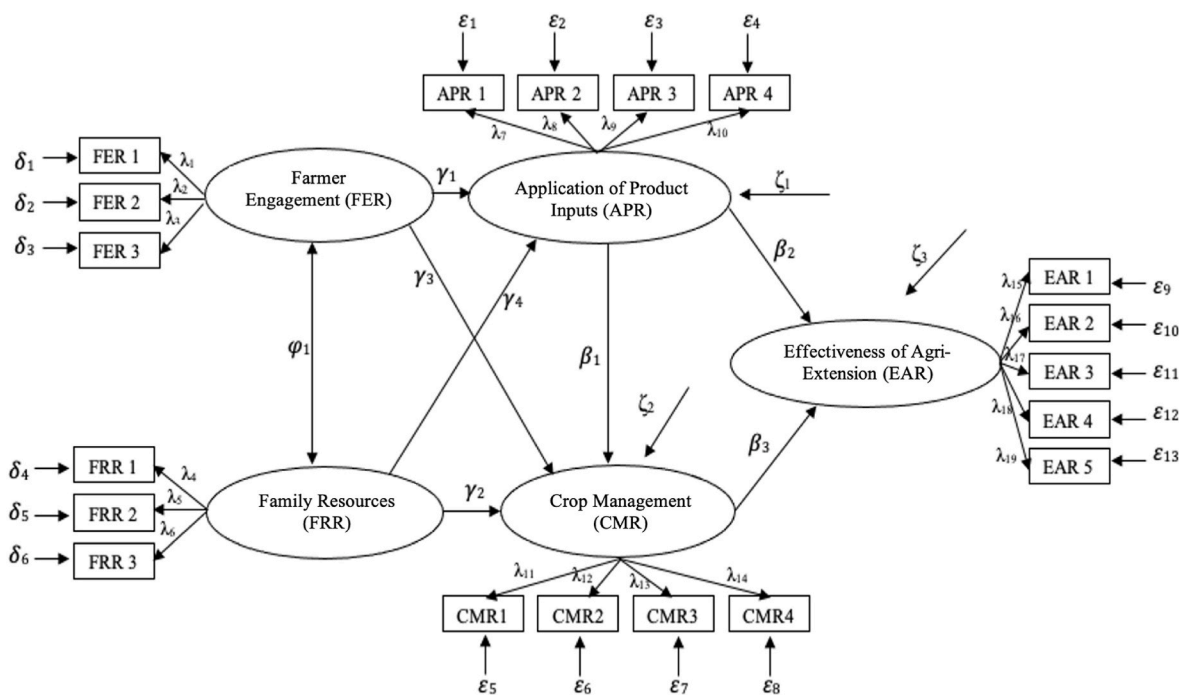 ε1 ε2 ε3 ε4
APR 1 APR 2 APR 3 APR 4
λ7 λ8 λ9 λ10
δ1 FER 1 λ1
δ2 FER 2 λ2
δ3 FER 3 λ3
Farmer
Engagement (FER)
γ1
Application of Product
Inputs (APR)
ζ1
γ3
γ4
β2
ζ3
φ1
β1
ζ2
β3
Effectiveness of Agri-
Extension (EAR)
λ15 EAR 1 ε9
λ16 EAR 2 ε10
λ17 EAR 3 ε11
λ18 EAR 4 ε12
λ19 EAR 5 ε13
δ4 FRR 1 λ4
δ5 FRR 2 λ5
δ6 FRR 3 λ6
Family Resources
(FRR)
γ2
Crop Management
(CMR)
λ11 λ12 λ13 λ14
CMR1 CMR2 CMR3 CMR4
ε5 ε6 ε7 ε8